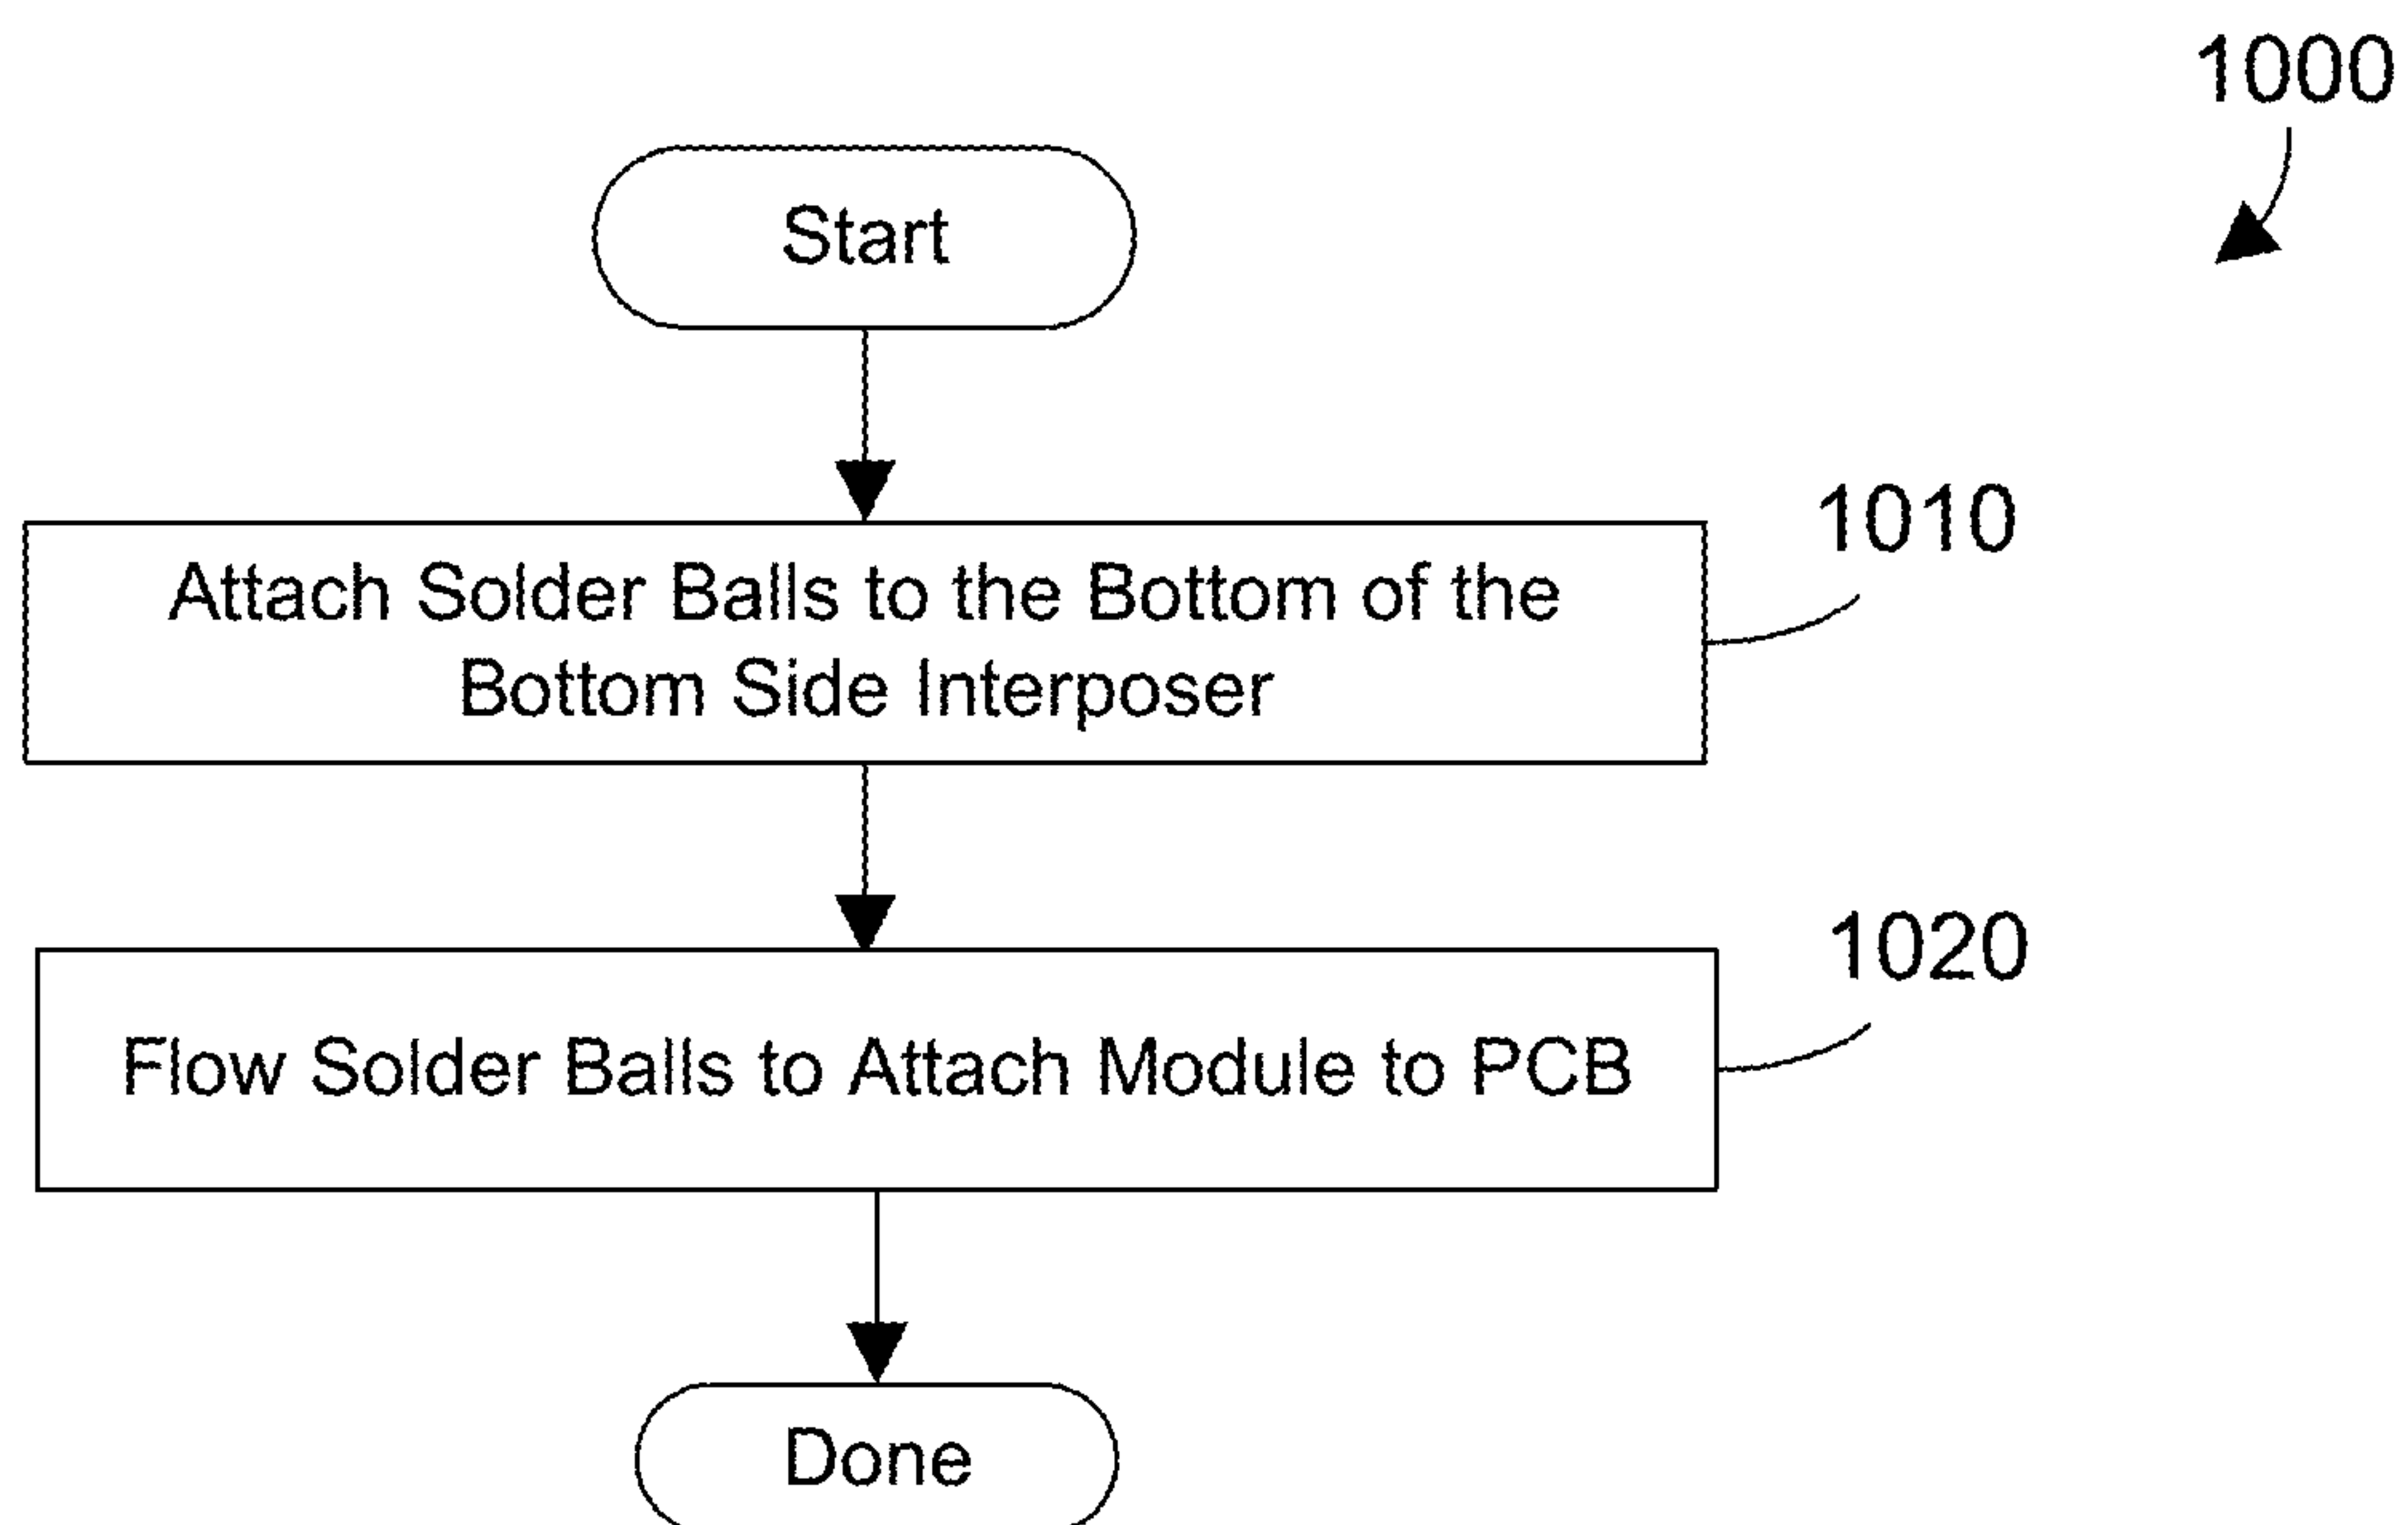 1000
Start
1010
Attach Solder Balls to the Bottom of the
Bottom Side Interposer
1020
Flow Solder Balls to Attach Module to PCB
Done